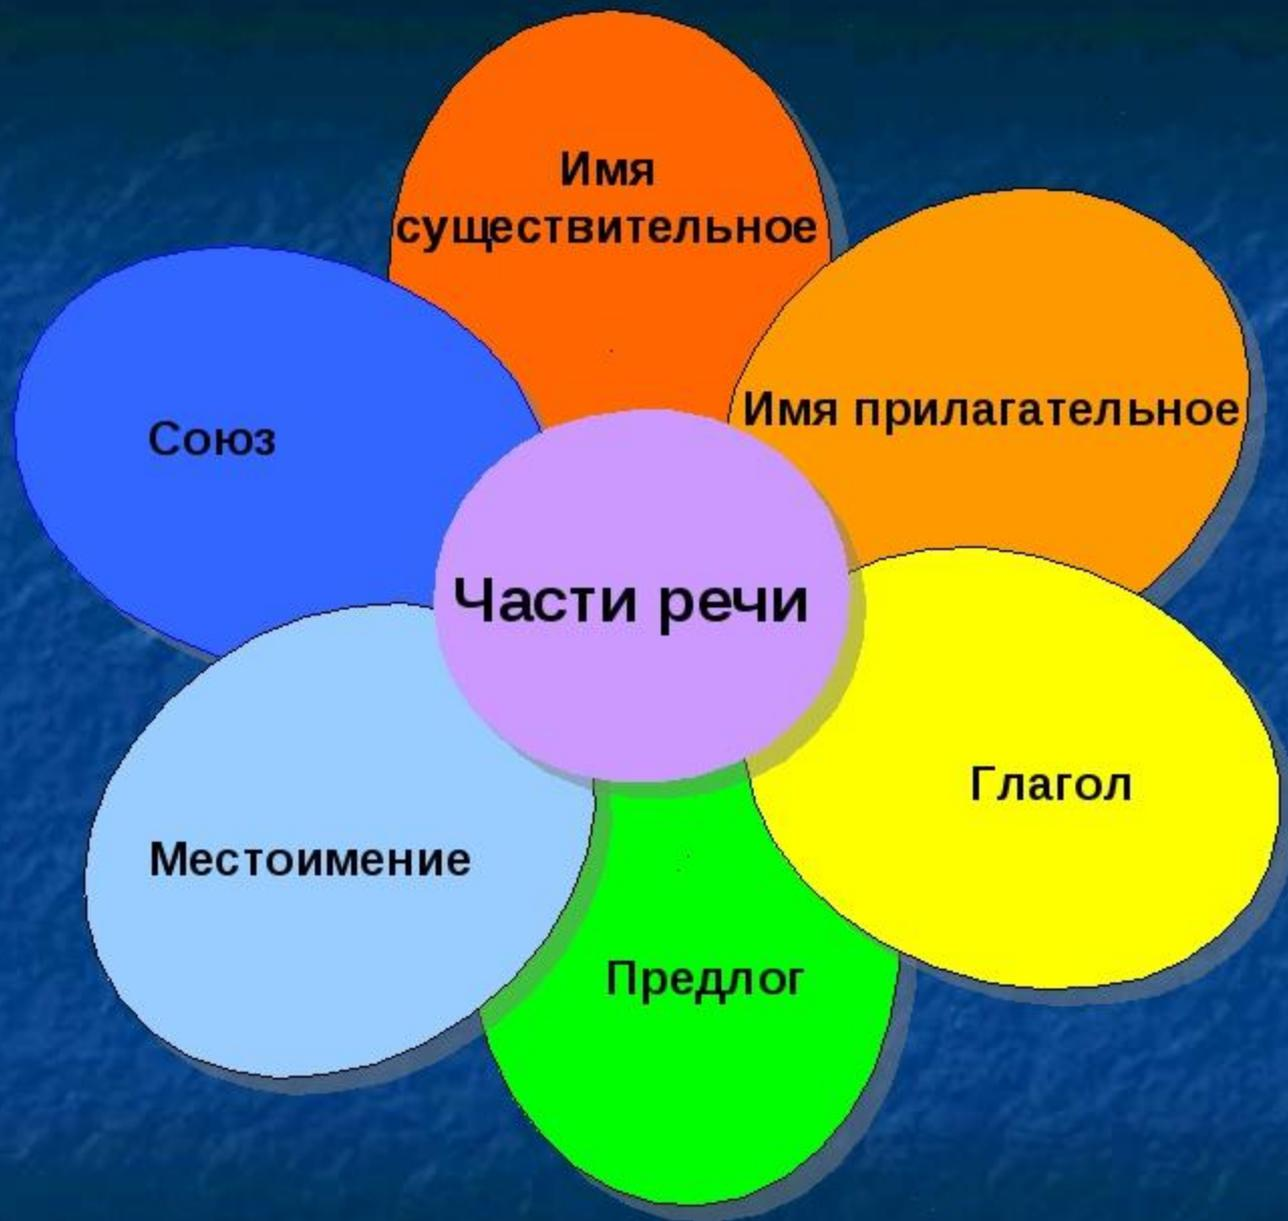 Имя
существительное
Имя прилагательное
Союз
Части речи
Глагол
Местоимение
Предлог